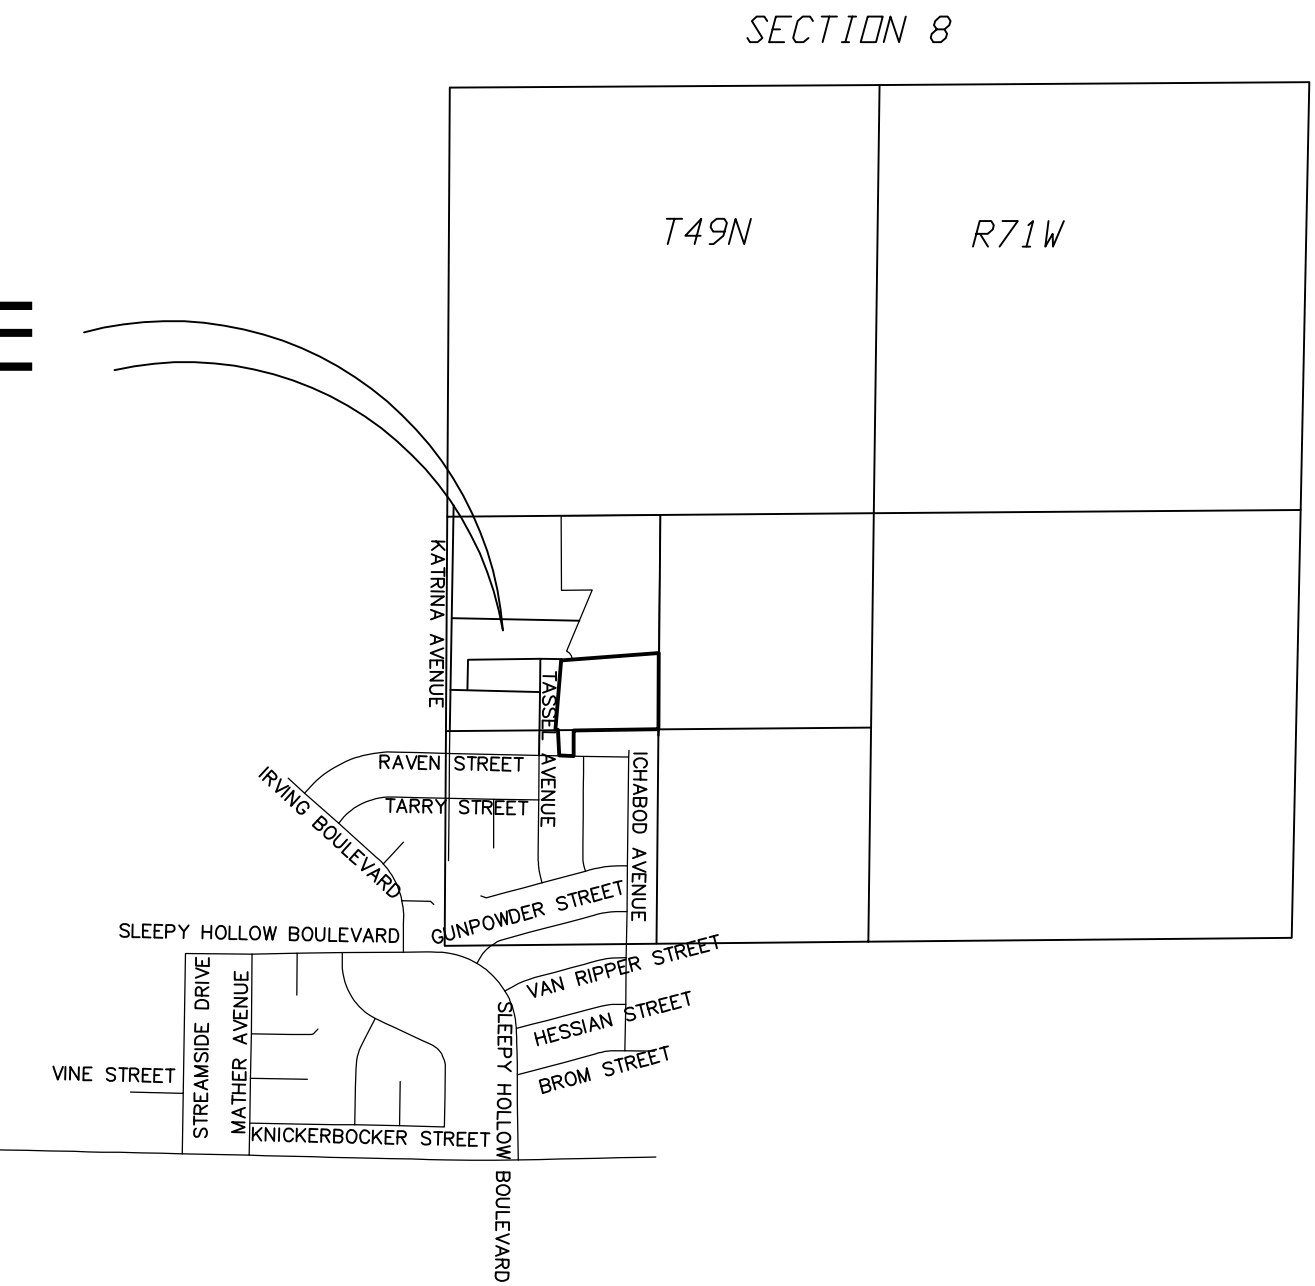 SECTION 8
T49N
R71W
KATRINA AVENUE
TASSEL AVENUE
RAVEN STREET
ICHABOD AVENUE
IRVING BOULEVARD
TARRY STREET
GUNPOWDER STREET
SLEEPY HOLLOW BOULEVARD
VAN RIPPER STREET
STREAMSIDE DRIVE
MATHER AVENUE
HESSIAN STREET
SLEEPY HOLLOW BOULEVARD
BROM STREET
VINE STREET
KNICKERBOCKER STREET